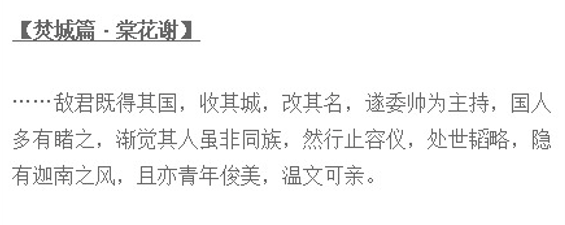 【焚城篇·棠花谢】
……敌君既得其国，收其城，改其名，遂委帅为主持，国人
多有睹之，渐觉其人虽非同族，然行止容仪，处世韬略，隐
有迦南之风，且亦青年俊美，温文可亲。